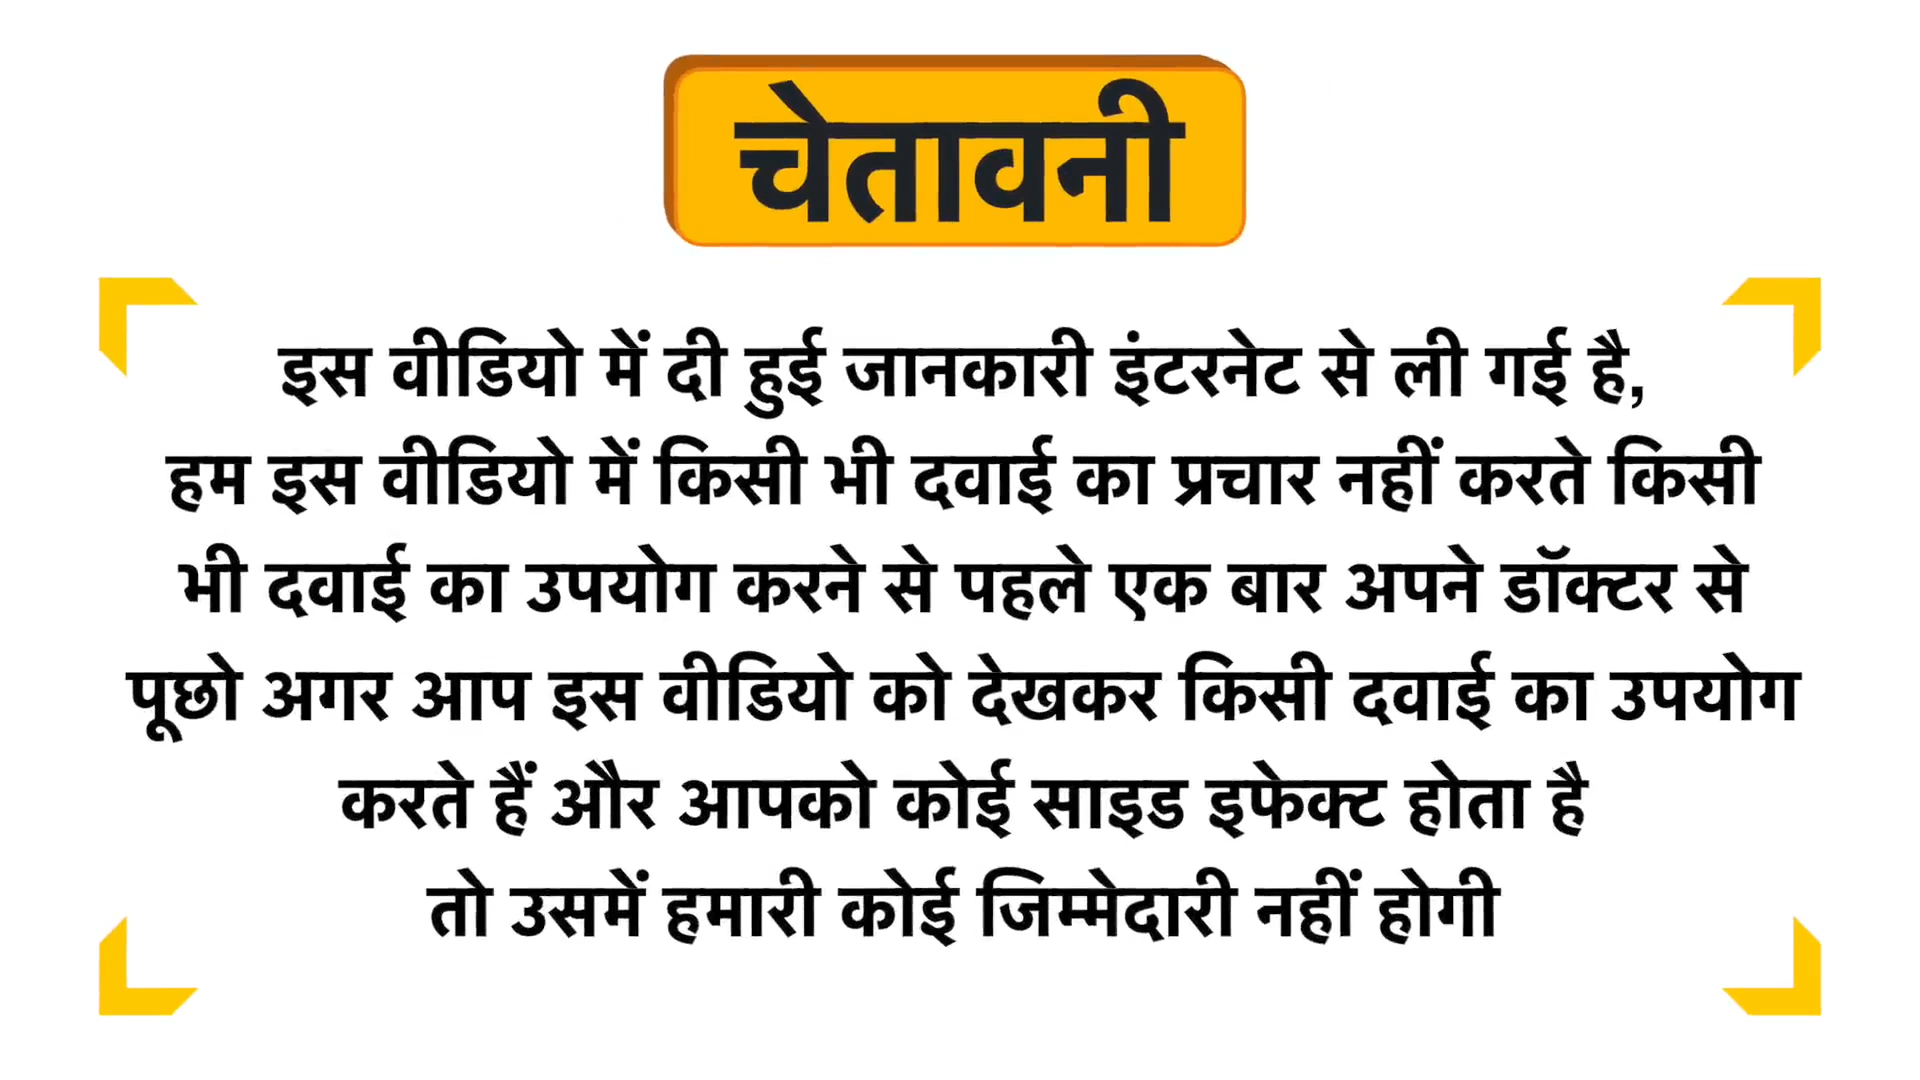 चेतावनी
इस वीडियो में दी हुई जानकारी इंटरनेट से ली गई है,
हम इस वीडियो में किसी भी दवाई का प्रचार नहीं करते किसी
भी दवाई का उपयोग करने से पहले एक बार अपने डॉक्टर से
पूछो अगर आप इस वीडियो को देखकर किसी दवाई का उपयोग
करते हैं और आपको कोई साइड इफेक्ट होता है
तो उसमें हमारी कोई जिम्मेदारी नहीं होगी